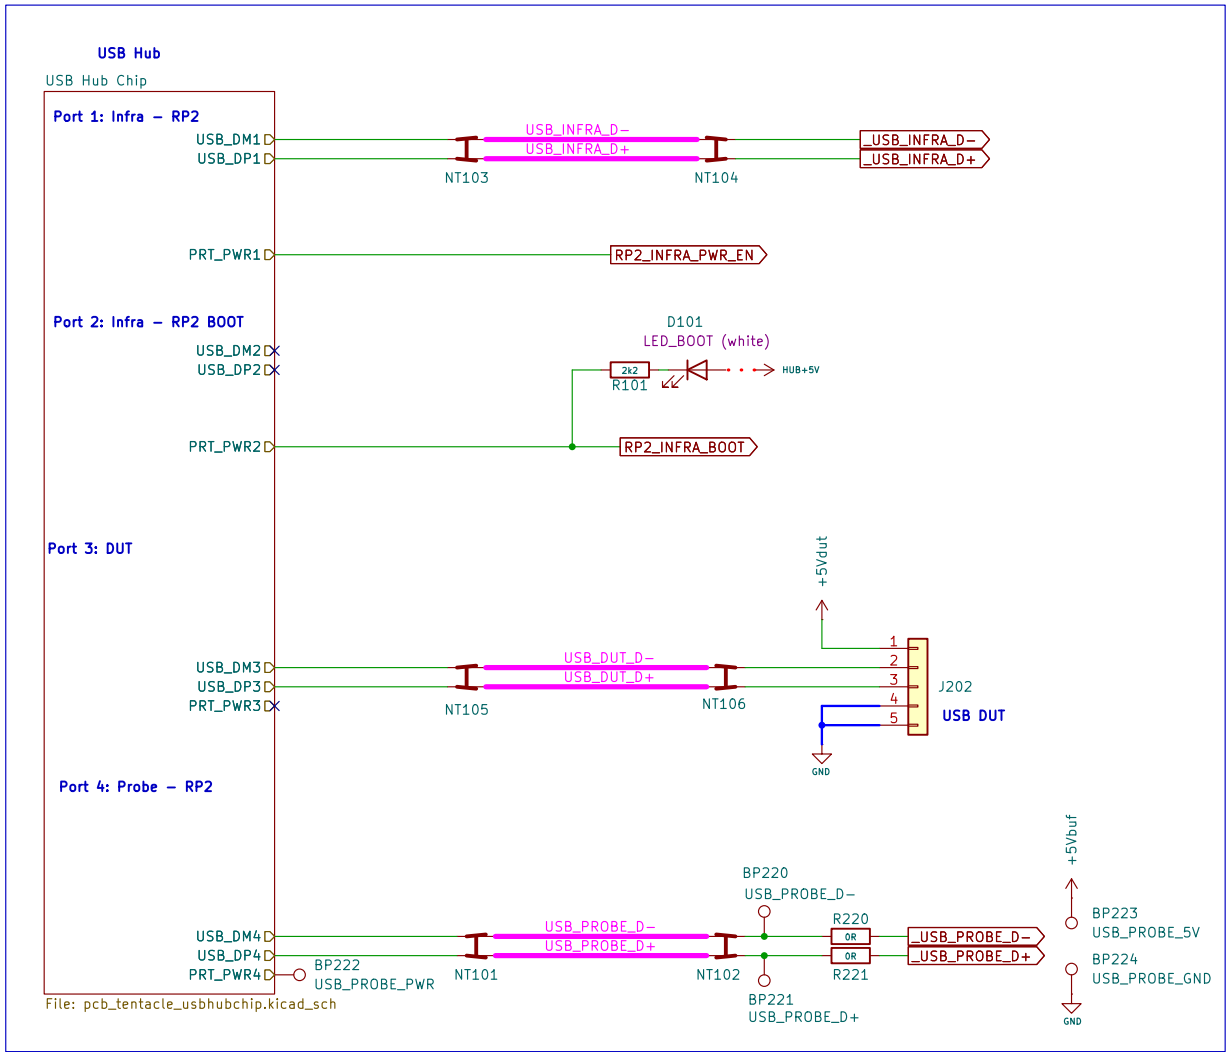 USB Hub
USB Hub Chip
Port 1: Infra - RP2
USB_DM1
USB_INFRA_D-
_USB_INFRA_D-
USB_DP1
USB_INFRA_D+
_USB_INFRA_D+
NT103
NT104
PRT_PWR1
RP2_INFRA_PWR_EN
Port 2: Infra - RP2 BOOT
D101
LED_BOOT (white)
USB_DM2
USB_DP2
2k2
HUB+5V
R101
PRT_PWR2
RP2_INFRA_BOOT
Port 3: DUT
+5Vdut
1
USB_DM3
USB_DUT_D-
2
USB_DP3
USB_DUT_D+
3
J202
PRT_PWR3
NT105
NT106
4
USB DUT
5
GND
Port 4: Probe - RP2
+5Vbuf
BP220
USB_PROBE_D-
BP223
USB_PROBE_5V
R220
USB_DM4
USB_PROBE_D-
0R
_USB_PROBE_D-
USB_DP4
USB_PROBE_D+
0R
_USB_PROBE_D+
BP224
USB_PROBE_GND
PRT_PWR4
BP222
USB_PROBE_PWR
NT101
NT102
R221
BP221
USB_PROBE_D+
GND
File: pcb_tentacle_usbhubchip.kicad_sch